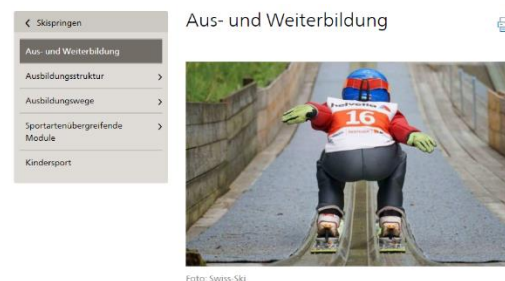 Skispringen
Aus- und Weiterbildung
Ausbildungsstruktur
Ausbildungswege
Sportartenübergreifende
Module
Kindersport
Aus- und Weiterbildung
helvetia
16
Foto: Swiss-Ski